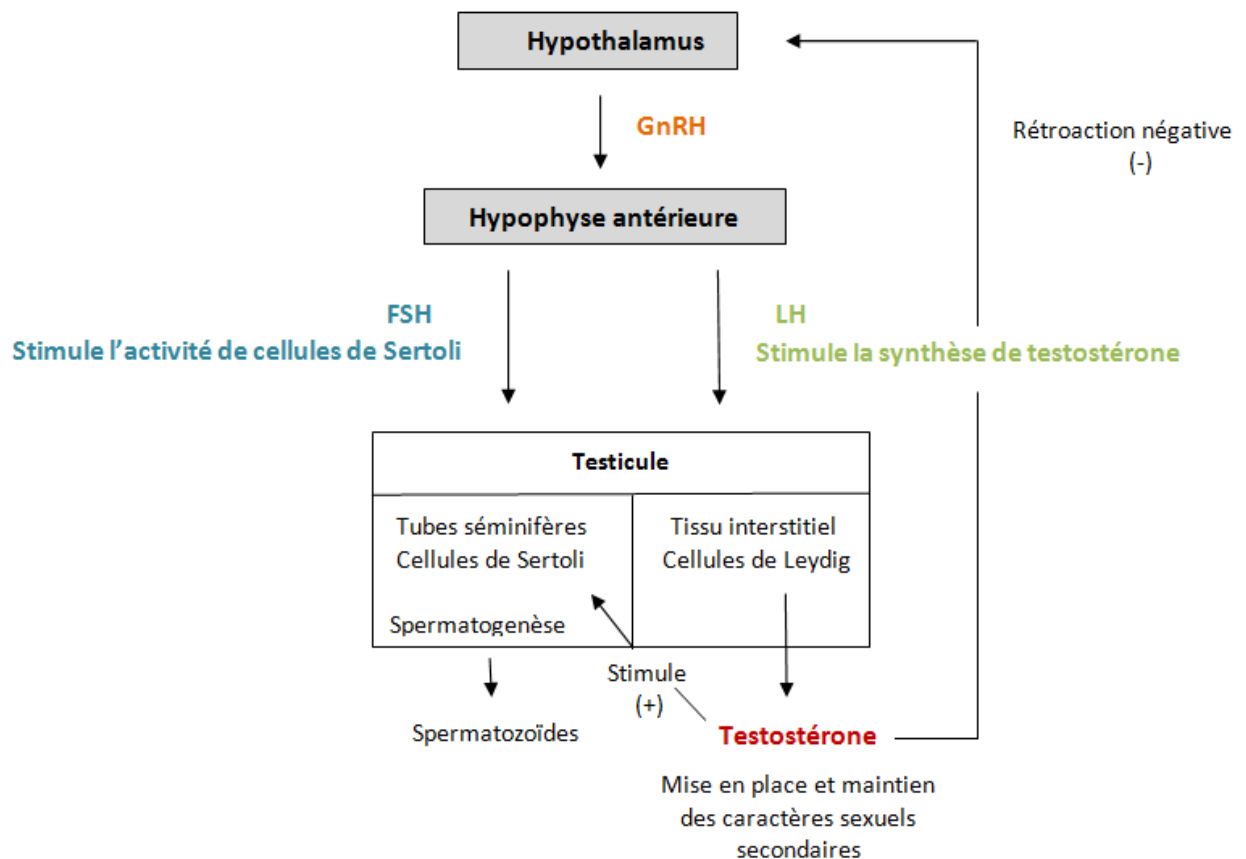 Hypothalamus
GnRH
Rétroaction négative
(-)
Hypophyse antérieure
FSH
Stimule l'activité de cellules de Sertoli
LH
Stimule la synthèse de testostérone
Testicule
Tubes séminifères
Cellules de Sertoli
Spermatogenèse
Tissu interstitiel
Cellules de Leydig
Stimule
(+)
Spermatozoïdes
Testostérone
Mise en place et maintien
des caractères sexuels
secondaires